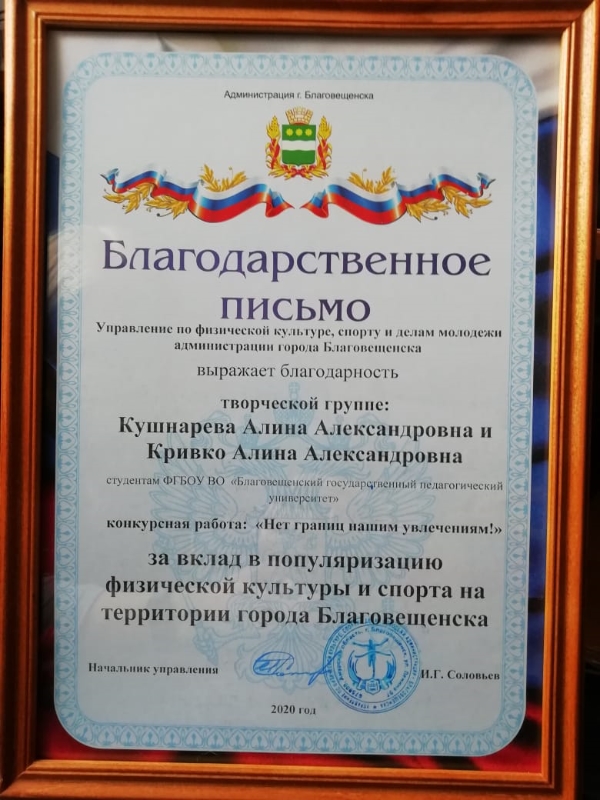 Администрация г. Благовещенска
Благодарственное
письмо
Управление по физической культуре, спорту и делам молодежи
администрации города Благовещенска
выражает благодарность
творческой группе:
Кушнарева Алина Александровна и
Кривко Алина Александровна
студентам ФГБОУ ВО «Благовещенский государственный педагогический
университет»
конкурсная работа: «Нет границ нашим увлечениям!»
за вклад в популяризацию
физической культуры и спорта на
территории города Благовещенска
Начальник управления
И.Г. Соловьев
2020 год